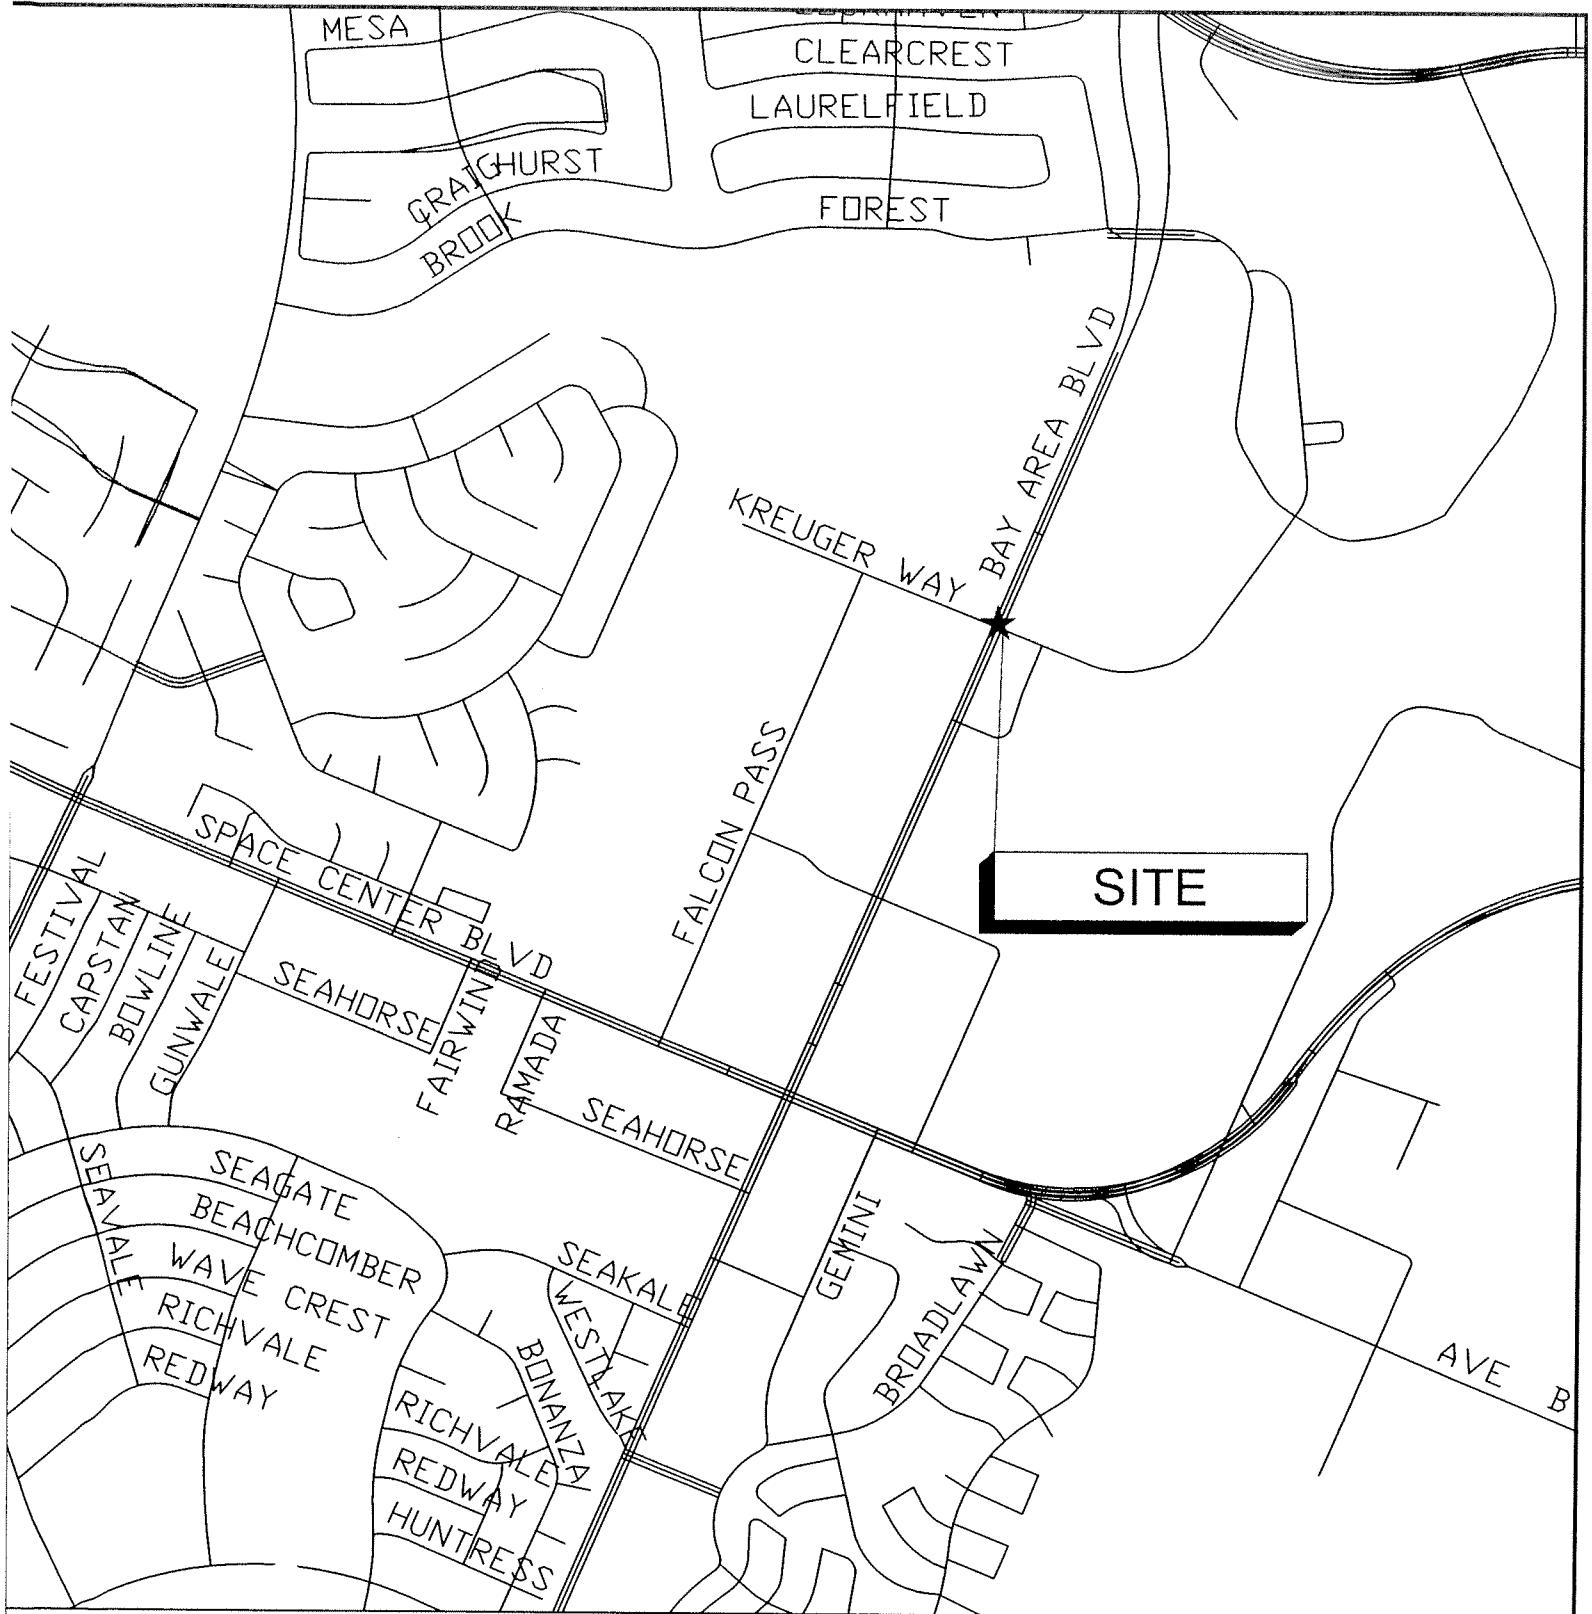 MESA
CLEARCREST
LAURELFIELD
CRAIGHURST
FOREST
BROOK
BAY AREA BLVD
KREUGER WAY
FALCON PASS
SITE
SPACE CENTER BLVD
FESTIVAL
CAPSTAN
BOWLINE
GUNWALE
SEAHORSE
FAIRWIND
RAMADA
SEAHORSE
SEAVALE
SEAGATE
BEACHCOMBER
WAVE CREST
RICHVALE
REDWAY
SEAKALE
WESTLAKE
BONANZA
GEMINI
BROADLAWN
AVE B
RICHVALE
REDWAY
HUNTRESS